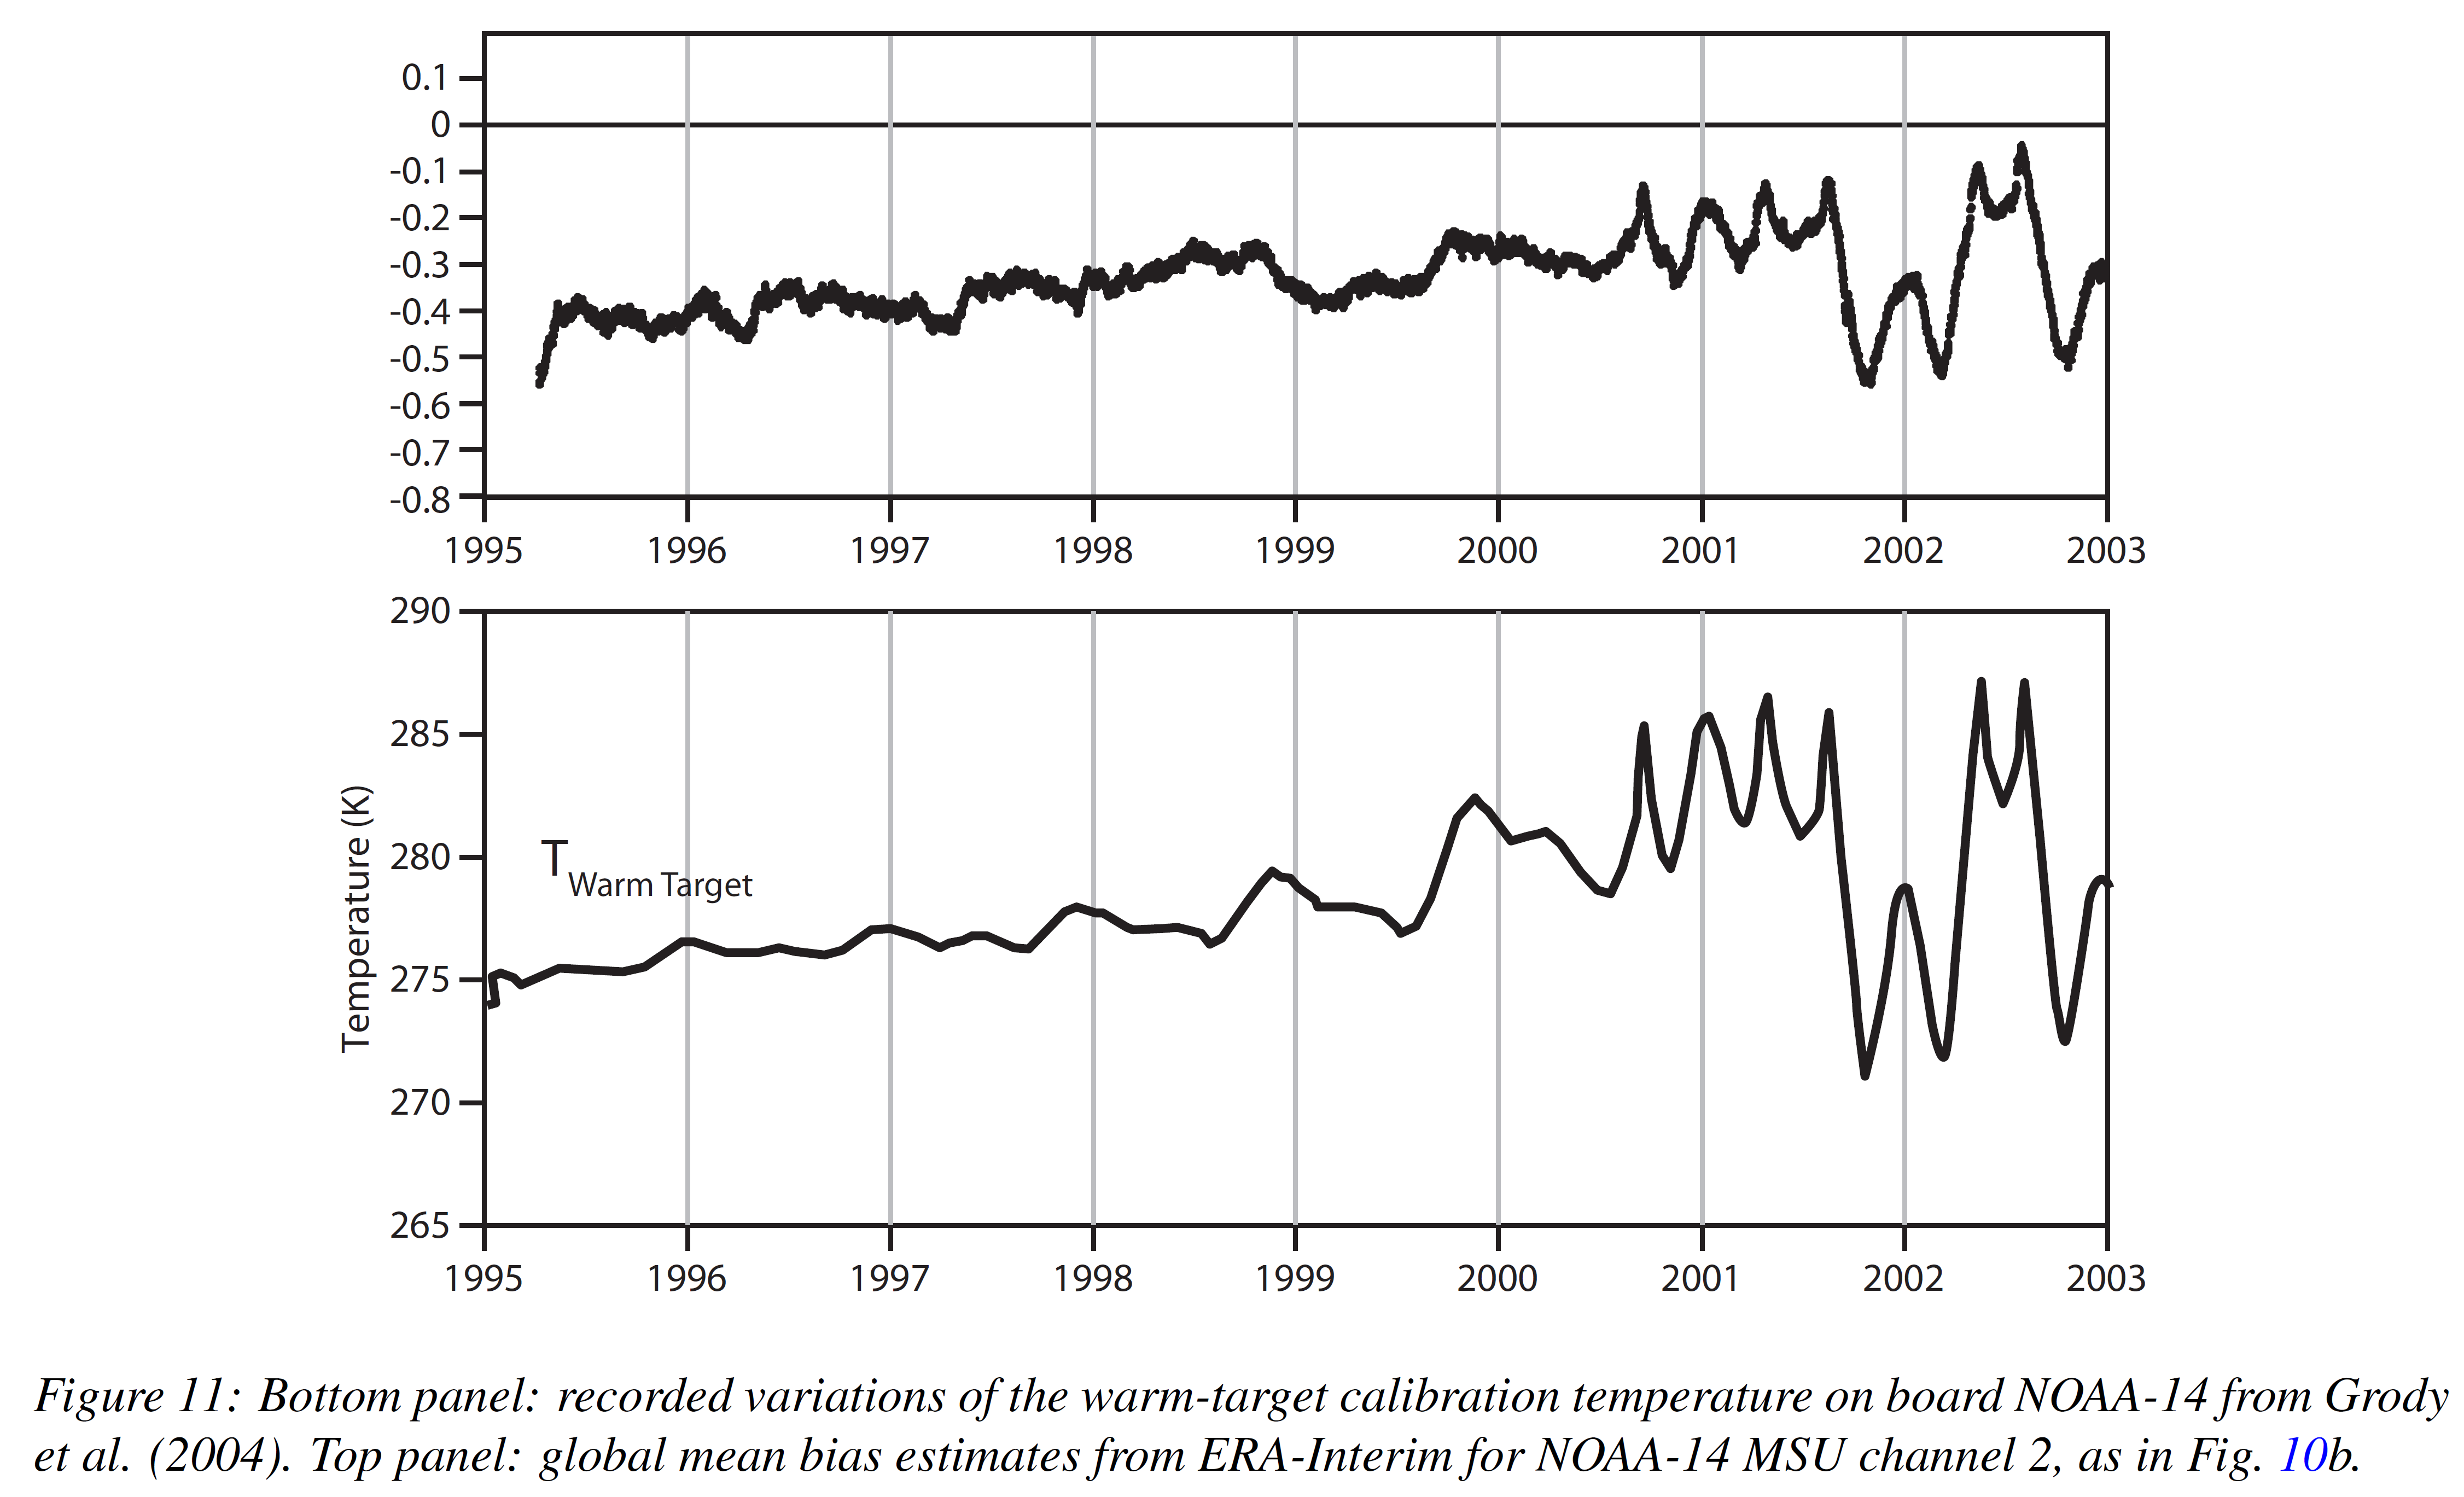 0.1
0
-0.1
-0.2
-0.3
-0.4
-0.5
-0.6
-0.7
-0.8
1995 1996 1997 1998 1999 2000 2001 2002 2003
290
285
280
275
270
265
Temperature (K)
T Warm Target
1995 1996 1997 1998 1999 2000 2001 2002 2003
Figure 11: Bottom panel: recorded variations of the warm-target calibration temperature on board NOAA-14 from Grody
et al. (2004). Top panel: global mean bias estimates from ERA-Interim for NOAA-14 MSU channel 2, as in Fig. 10b.